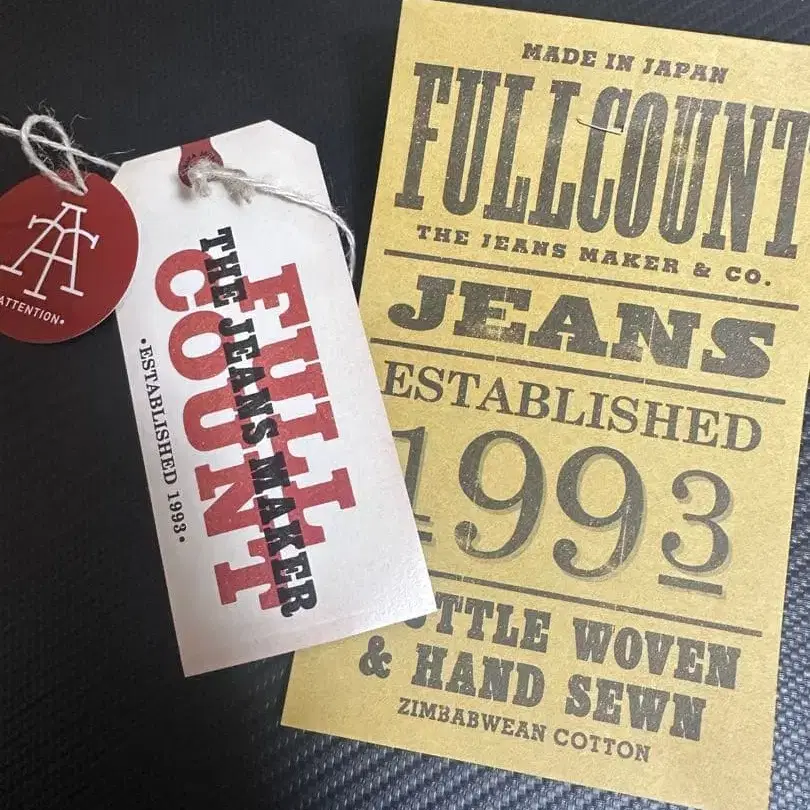 AT
ATTENTION•
FULL
COUNT
THE JEANS MAKER
•ESTABLISHED 1993•
MADE IN JAPAN
FULLCOUNT
THE JEANS MAKER & CO.
JEANS
ESTABLISHED
1993
WOVEN
& HAND SEWN
ZIMBABWEAN COTTON